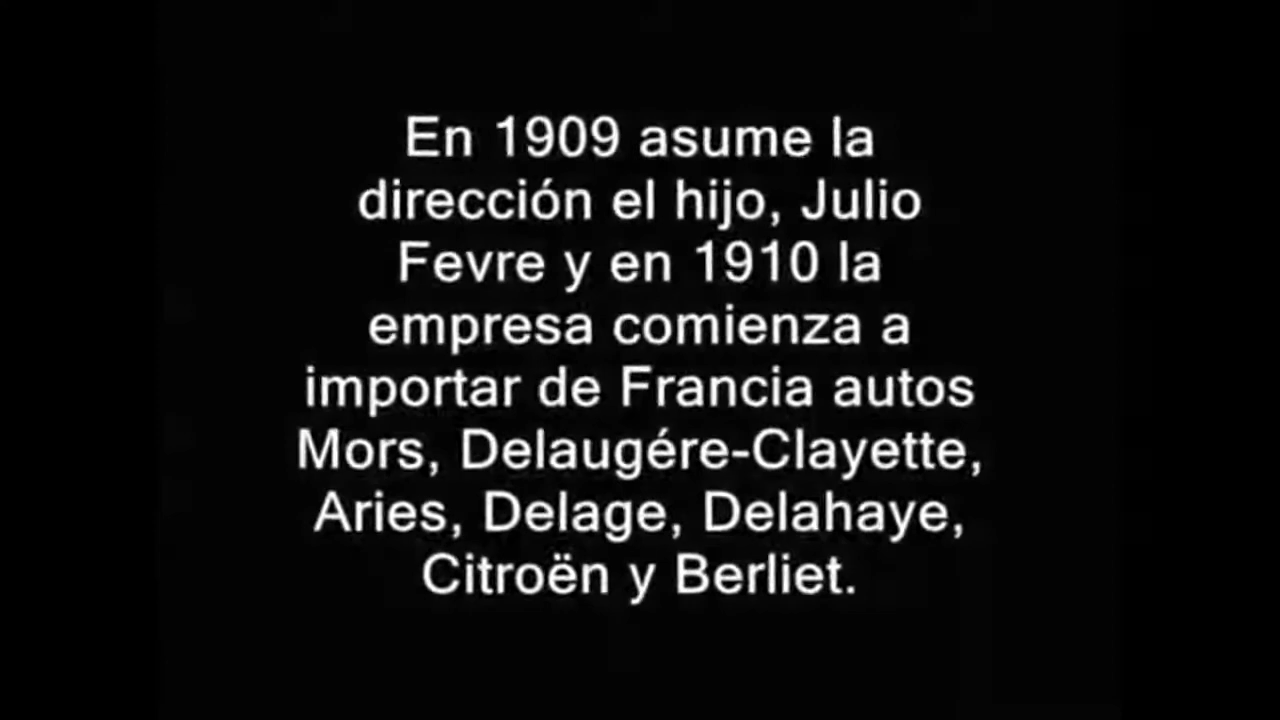 En 1909 asume la
dirección el hijo, Julio
Fevre y en 1910 la
empresa comienza a
importar de Francia autos
Mors, Delaugére-Clayette,
Aries, Delage, Delahaye,
Citroën y Berliet.